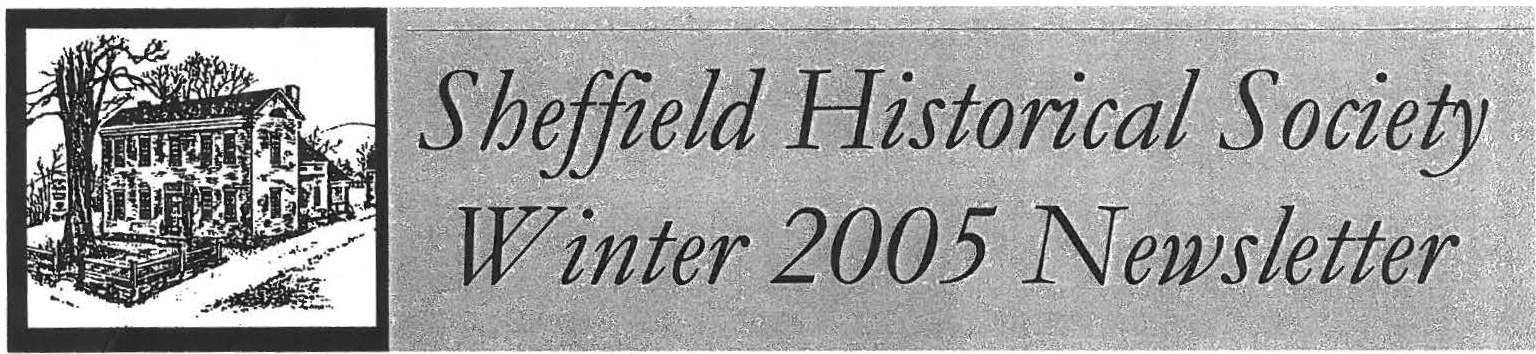 Sheffield Historical Society
Winter 2005 Newsletter